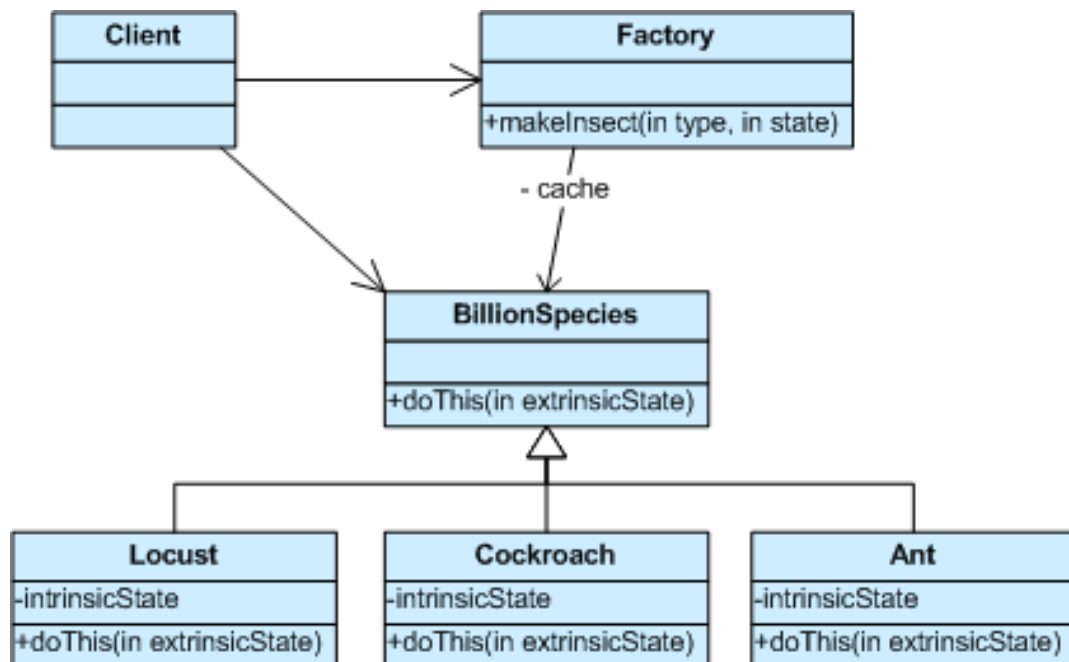 Client
Factory
+makeInsect(in type, in state)
- cache
BillionSpecies
+doThis(in extrinsicState)
Locust
-intrinsicState
+doThis(in extrinsicState)
Cockroach
-intrinsicState
+doThis(in extrinsicState)
Ant
-intrinsicState
+doThis(in extrinsicState)